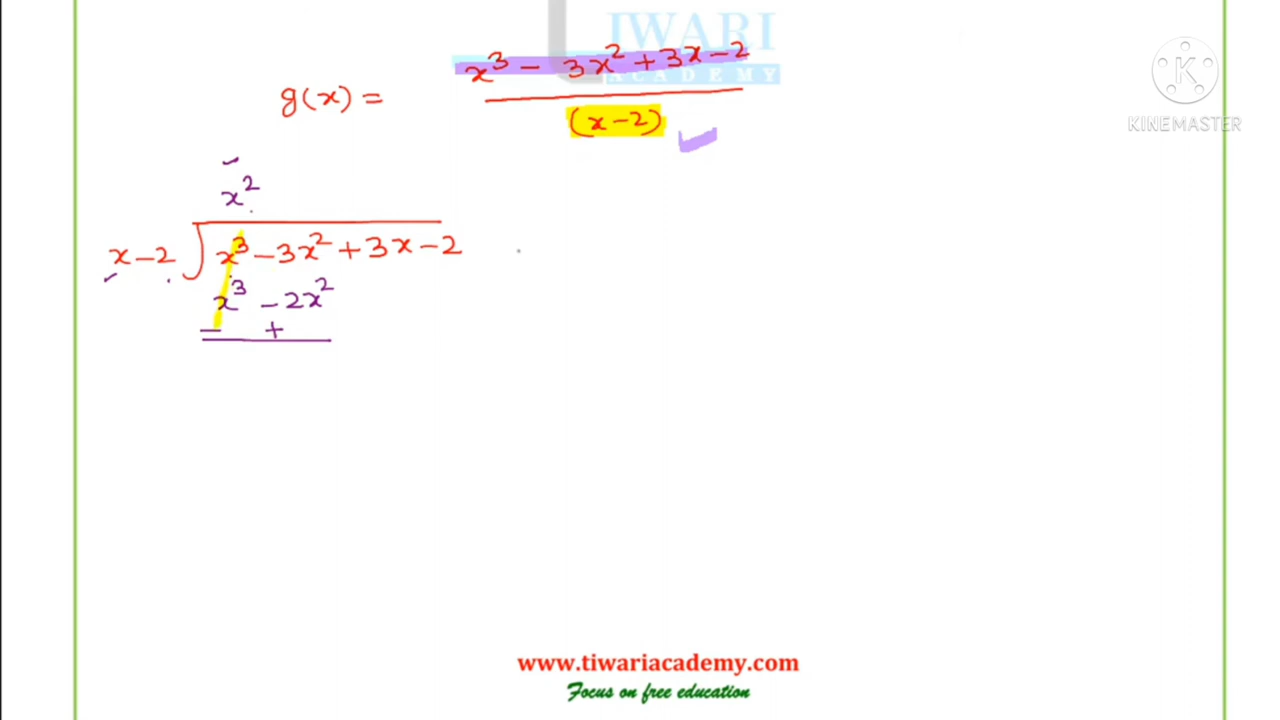 IWARI
ACADEMY
x³ - 3x² + 3x - 2
g(x) =
(x - 2)
KINEMASTER
x²
x - 2 ) x³ - 3x² + 3x - 2
x³ - 2x²
- +
www.tiwariacademy.com
Focus on free education